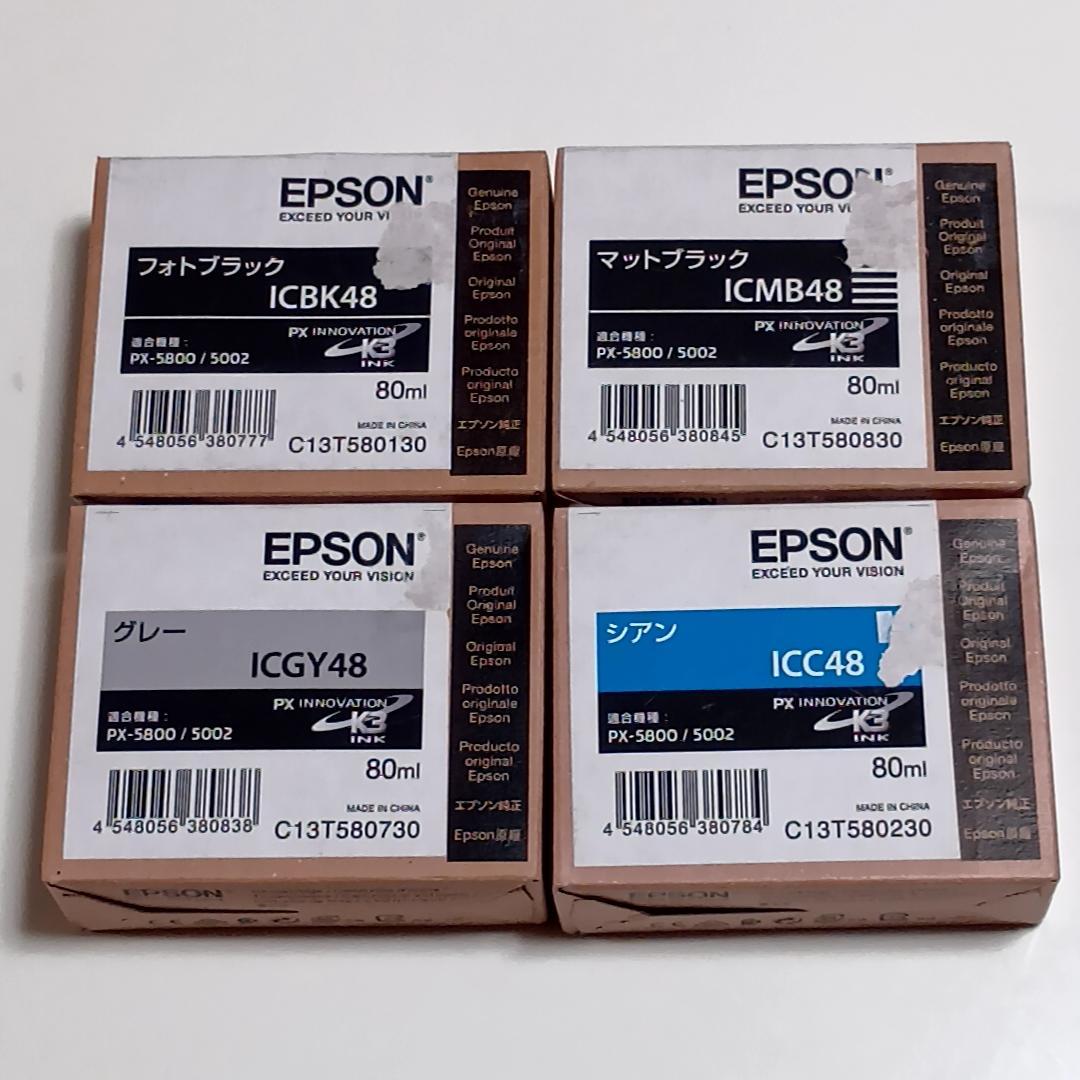 EPSON®
EXCEED YOUR
フォトブラック
ICBK48
PX INNOVATION
K3
INK
適合機種：
PX-5800 / 5002
80ml
MADE IN CHINA
4 548056 380777
C13T580130
Genuine
Epson
Produit
Original
Epson
Original
Epson
Prodotto
originale
Epson
Producto
original
Epson
エプソン純正
Epson原廠
EPSON
EXCEED YOUR
マットブラック
ICMB48
PX INNOVATION
K3
INK
適合機種：
PX-5800 / 5002
80ml
MADE IN CHINA
4 548056 380845
C13T580830
Genuine
Epson
Produit
Original
Epson
Original
Epson
Prodotto
originale
Epson
Producto
original
Epson
エプソン純正
Epson原廠
EPSON®
EXCEED YOUR VISION
グレー
ICGY48
PX INNOVATION
K3
INK
適合機種：
PX-5800 / 5002
80ml
MADE IN CHINA
4 548056 380838
C13T580730
Genuine
Epson
Produit
Original
Epson
Original
Epson
Prodotto
originale
Epson
Producto
original
Epson
エプソン純正
Epson原廠
EPSON
EPSON®
EXCEED YOUR VISION
シアン
ICC48
PX INNOVATION
K3
INK
適合機種：
PX-5800 / 5002
80ml
MADE IN CHINA
4 548056 380784
C13T580230
Genuine
Epson
Produit
Original
Epson
Original
Epson
Prodotto
originale
Epson
Producto
original
Epson
エプソン純正
Epson原廠
EPSON